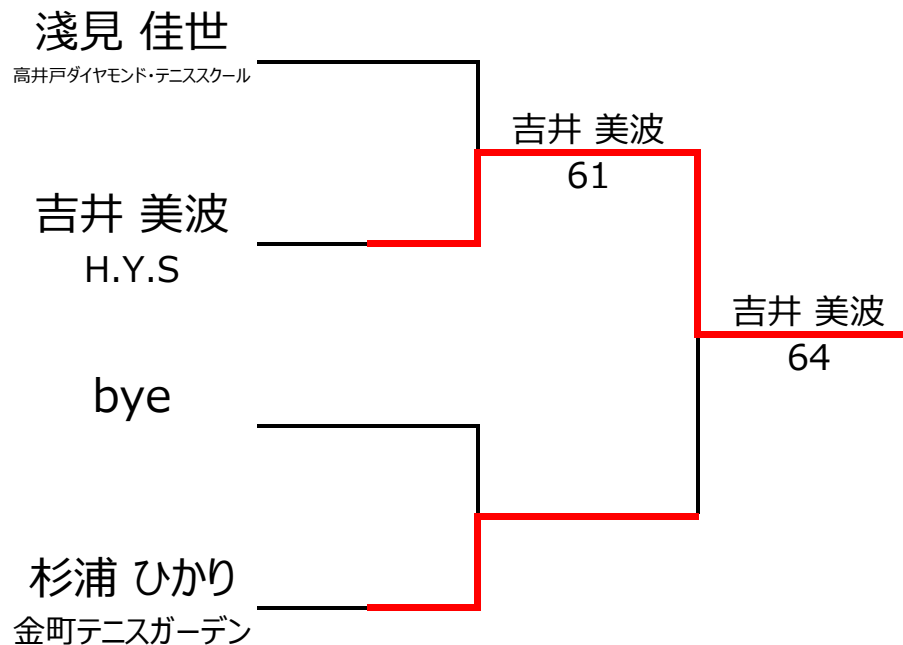 淺見 佳世
高井戸ダイヤモンド・テニススクール
吉井 美波
61
吉井 美波
H.Y.S
吉井 美波
64
bye
杉浦 ひかり
金町テニスガーデン